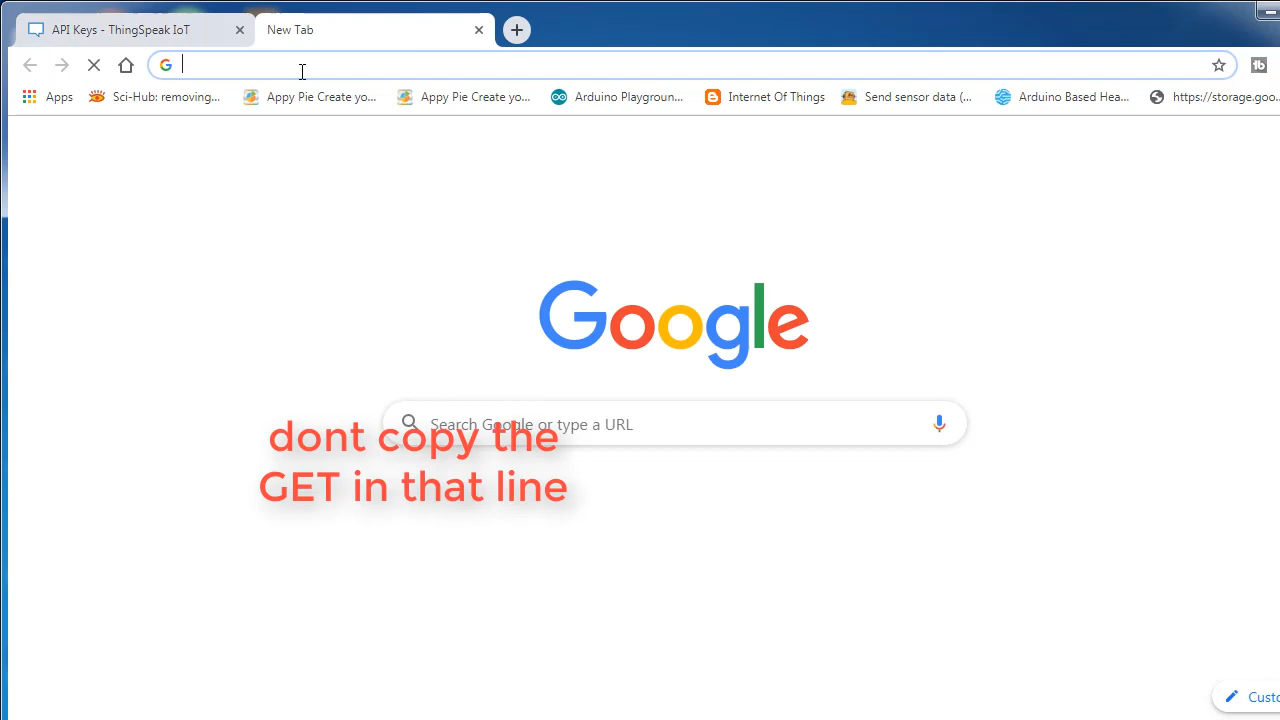 API Keys - ThingSpeak IoT
New Tab
Apps
Sci-Hub: removing...
Appy Pie Create yo...
Appy Pie Create yo...
Arduino Playgroun...
Internet Of Things
Send sensor data (...
Arduino Based Hea...
https://storage.goo
Google
Search Google or type a URL
dont copy the
GET in that line
Custo